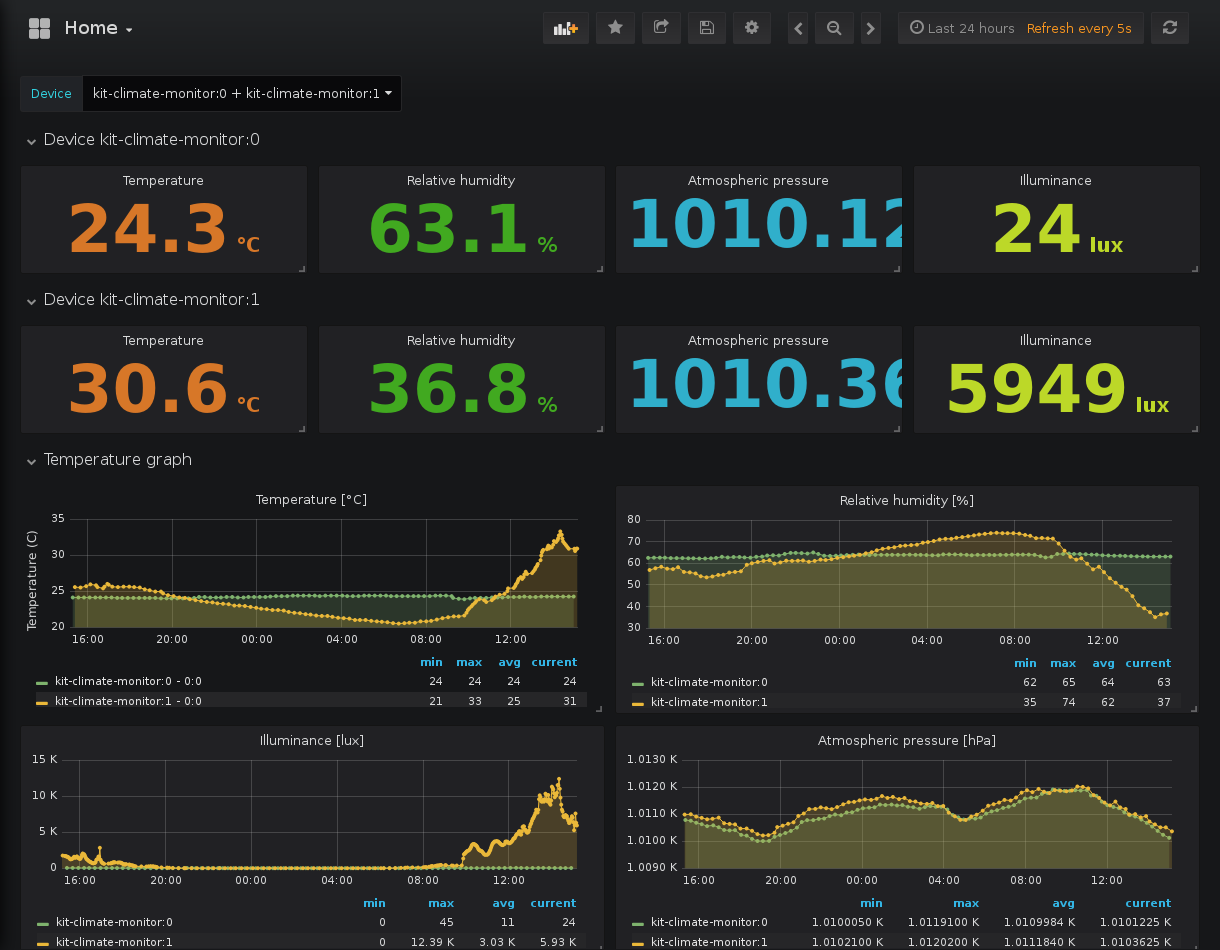 Home
Last 24 hours Refresh every 5s
Device kit-climate-monitor:0 + kit-climate-monitor:1
Device kit-climate-monitor:0
Temperature Relative humidity Atmospheric pressure Illuminance
24.3 °C 63.1 % 1010.12 24 lux
Device kit-climate-monitor:1
Temperature Relative humidity Atmospheric pressure Illuminance
30.6 °C 36.8 % 1010.36 5949 lux
Temperature graph
Temperature [°C]
Temperature (C)
35
30
25
20
16:00 20:00 00:00 04:00 08:00 12:00
min max avg current
kit-climate-monitor:0 - 0:0 24 24 24 24
kit-climate-monitor:1 - 0:0 21 33 25 31
Relative humidity [%]
80
70
60
50
40
30
16:00 20:00 00:00 04:00 08:00 12:00
min max avg current
kit-climate-monitor:0 62 65 64 63
kit-climate-monitor:1 35 74 62 37
Illuminance [lux]
15 K
10 K
5 K
0
16:00 20:00 00:00 04:00 08:00 12:00
min max avg current
kit-climate-monitor:0 0 45 11 24
kit-climate-monitor:1 0 12.39 K 3.03 K 5.93 K
Atmospheric pressure [hPa]
1.0130 K
1.0120 K
1.0110 K
1.0100 K
1.0090 K
16:00 20:00 00:00 04:00 08:00 12:00
min max avg current
kit-climate-monitor:0 1.0100050 K 1.0119100 K 1.0109984 K 1.0101225 K
kit-climate-monitor:1 1.0102100 K 1.0120200 K 1.0111840 K 1.0103625 K